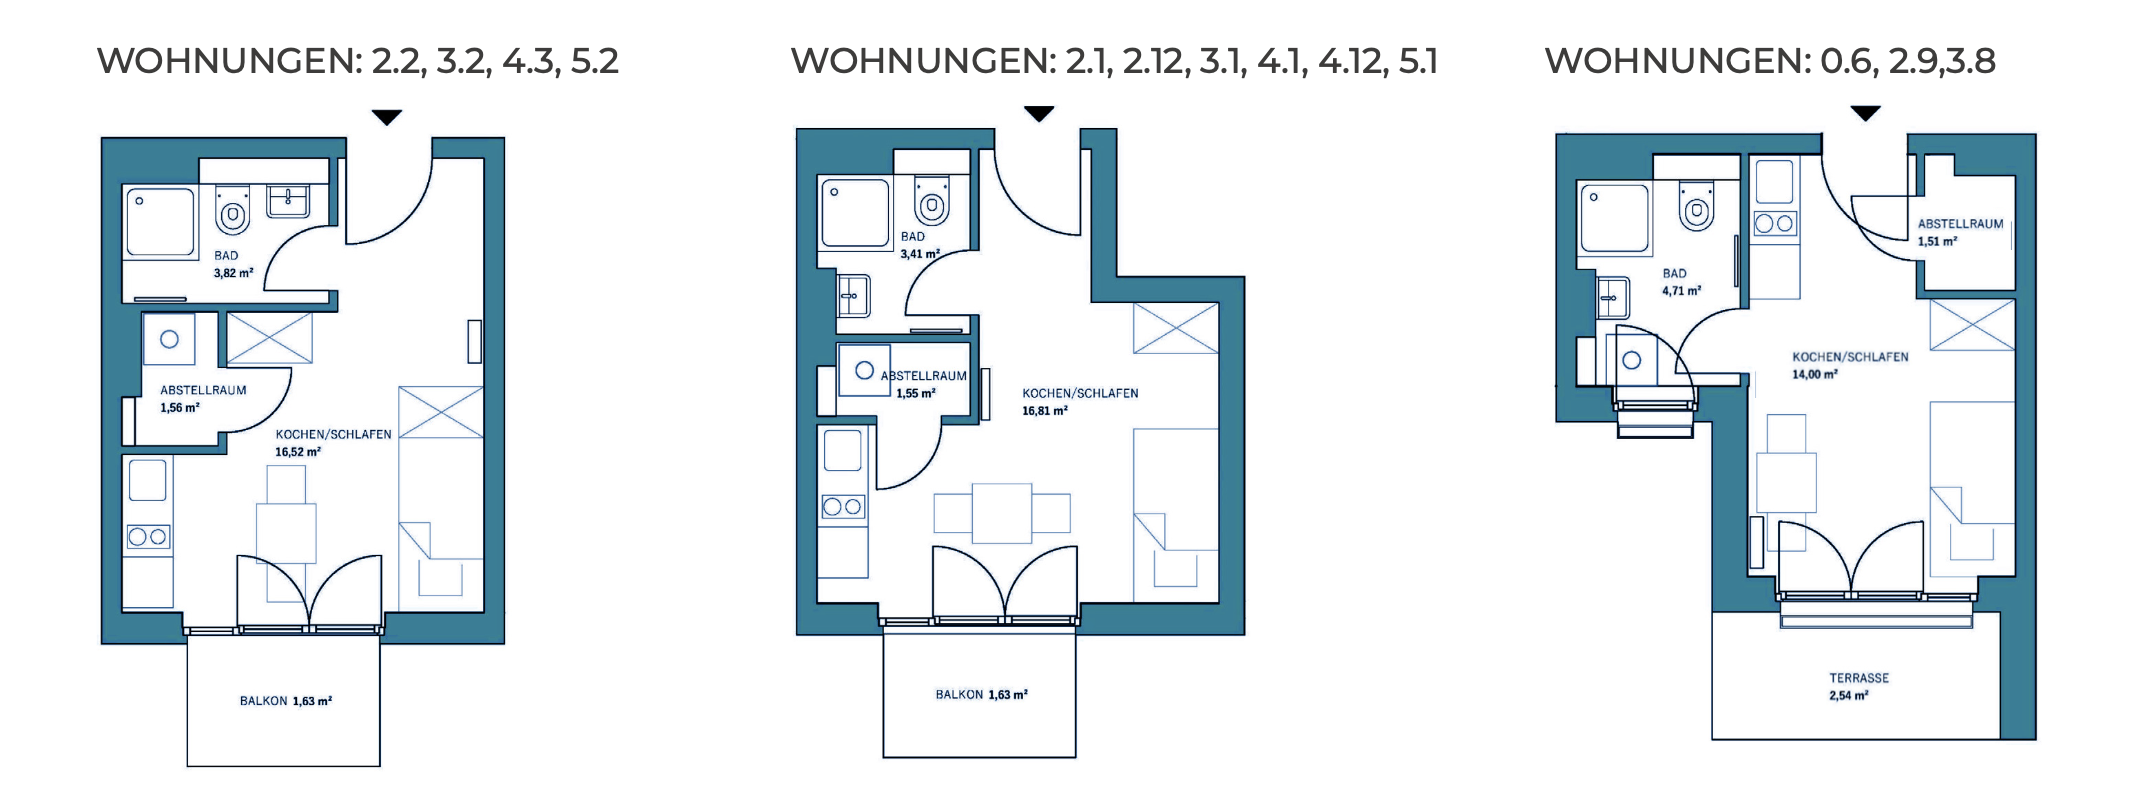 WOHNUNGEN: 2.2, 3.2, 4.3, 5.2
BAD
3,82 m²
ABSTELLRAUM
1,56 m²
KOCHEN/SCHLAFEN
16,52 m²
BALKON 1,63 m²
WOHNUNGEN: 2.1, 2.12, 3.1, 4.1, 4.12, 5.1
BAD
3,41 m²
ABSTELLRAUM
1,55 m²
KOCHEN/SCHLAFEN
16,81 m²
BALKON 1,63 m²
WOHNUNGEN: 0.6, 2.9,3.8
ABSTELLRAUM
1,51 m²
BAD
4,71 m²
KOCHEN/SCHLAFEN
14,00 m²
TERRASSE
2,54 m²